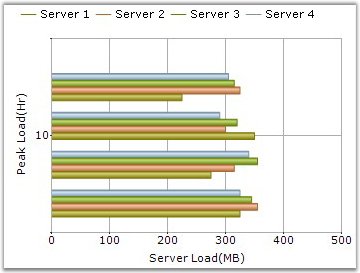 Server 1 Server 2 Server 3 Server 4
Peak Load(Hr)
10
0 100 200 300 400 500
Server Load(MB)